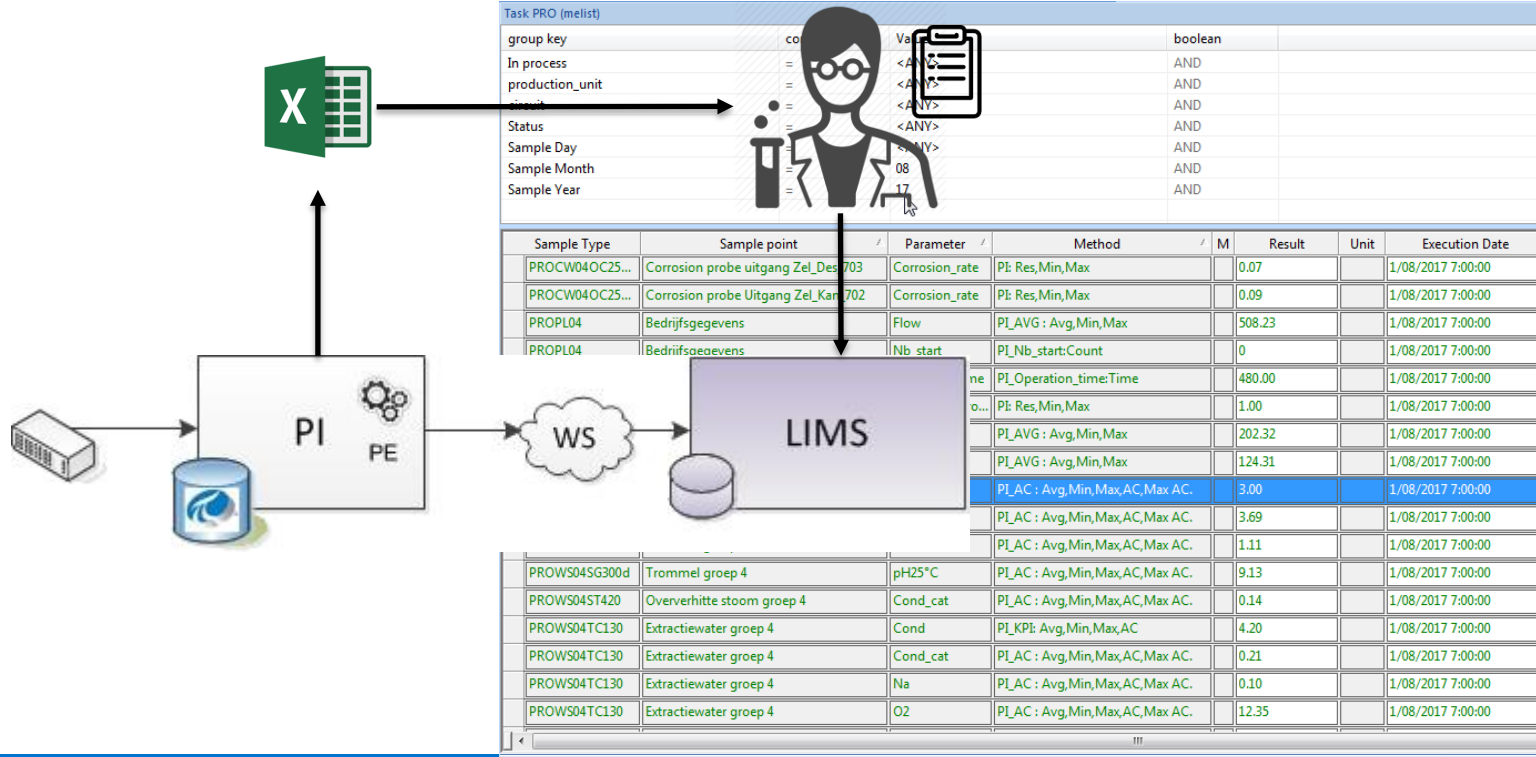 Task PRO (melist)
group key Val boolean
In process = <ANY> AND
production_unit = <ANY> AND
circuit = <ANY> AND
Status = <ANY> AND
Sample Day = <ANY> AND
Sample Month 08 AND
Sample Year = 17 AND
X
Sample Type Sample point Parameter Method M Result Unit Execution Date
PROCW04OC25... Corrosion probe uitgang Zel_Des_703 Corrosion_rate PI: Res,Min,Max 0.07 1/08/2017 7:00:00
PROCW04OC25... Corrosion probe Uitgang Zel_Kan_702 Corrosion_rate PI: Res,Min,Max 0.09 1/08/2017 7:00:00
PROPL04 Bedrijfsgegevens Flow PI_AVG : Avg,Min,Max 508.23 1/08/2017 7:00:00
PROPL04 Bedrijfsgegevens Nb_start PI_Nb_start:Count 0 1/08/2017 7:00:00
me PI_Operation_time:Time 480.00 1/08/2017 7:00:00
ro... PI: Res,Min,Max 1.00 1/08/2017 7:00:00
PI_AVG : Avg,Min,Max 202.32 1/08/2017 7:00:00
PI_AVG : Avg,Min,Max 124.31 1/08/2017 7:00:00
PI_AC : Avg,Min,Max,AC,Max AC. 3.00 1/08/2017 7:00:00
PI_AC : Avg,Min,Max,AC,Max AC. 3.69 1/08/2017 7:00:00
PI_AC : Avg,Min,Max,AC,Max AC. 1.11 1/08/2017 7:00:00
PROWS04SG300d Trommel groep 4 pH25°C PI_AC : Avg,Min,Max,AC,Max AC. 9.13 1/08/2017 7:00:00
PROWS04ST420 Oververhitte stoom groep 4 Cond_cat PI_AC : Avg,Min,Max,AC,Max AC. 0.14 1/08/2017 7:00:00
PROWS04TC130 Extractiewater groep 4 Cond PI_KPI: Avg,Min,Max,AC 4.20 1/08/2017 7:00:00
PROWS04TC130 Extractiewater groep 4 Cond_cat PI_AC : Avg,Min,Max,AC,Max AC. 0.21 1/08/2017 7:00:00
PROWS04TC130 Extractiewater groep 4 Na PI_AC : Avg,Min,Max,AC,Max AC. 0.10 1/08/2017 7:00:00
PROWS04TC130 Extractiewater groep 4 O2 PI_AC : Avg,Min,Max,AC,Max AC. 12.35 1/08/2017 7:00:00
PI
PE
WS
LIMS